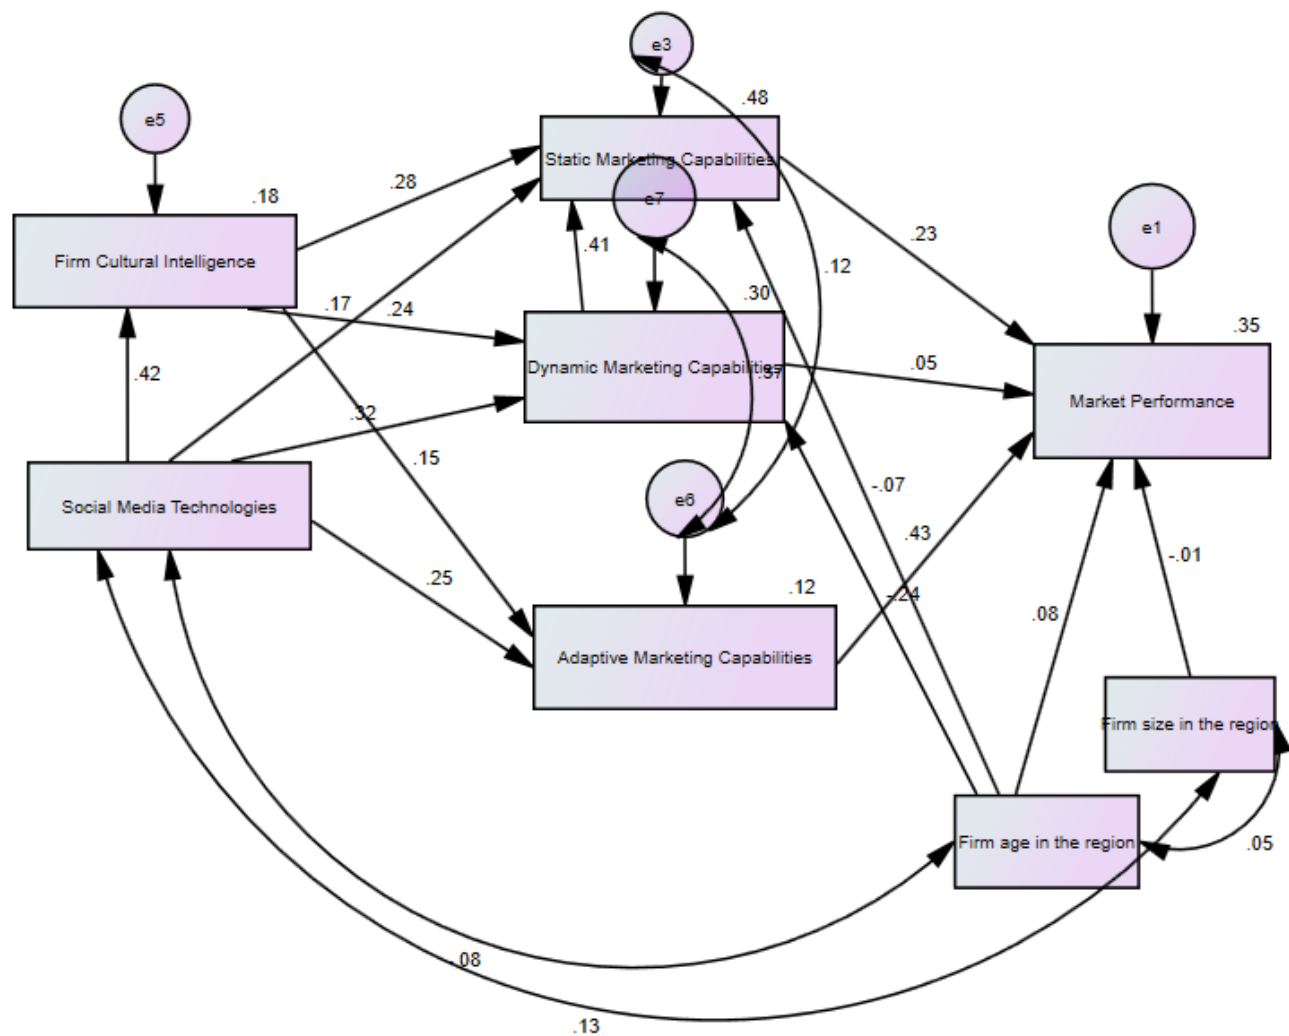 e3
.48
e5
Static Marketing Capabilities
.28
.18
e7
e1
.23
.41
Firm Cultural Intelligence
.12
.30
.17
.24
.35
.05
Dynamic Marketing Capabilities
.37
.42
Market Performance
.32
.15
-.07
e6
Social Media Technologies
.43
-.01
.25
.12
-.24
.08
Adaptive Marketing Capabilities
Firm size in the region
Firm age in the region
.05
-.08
.13